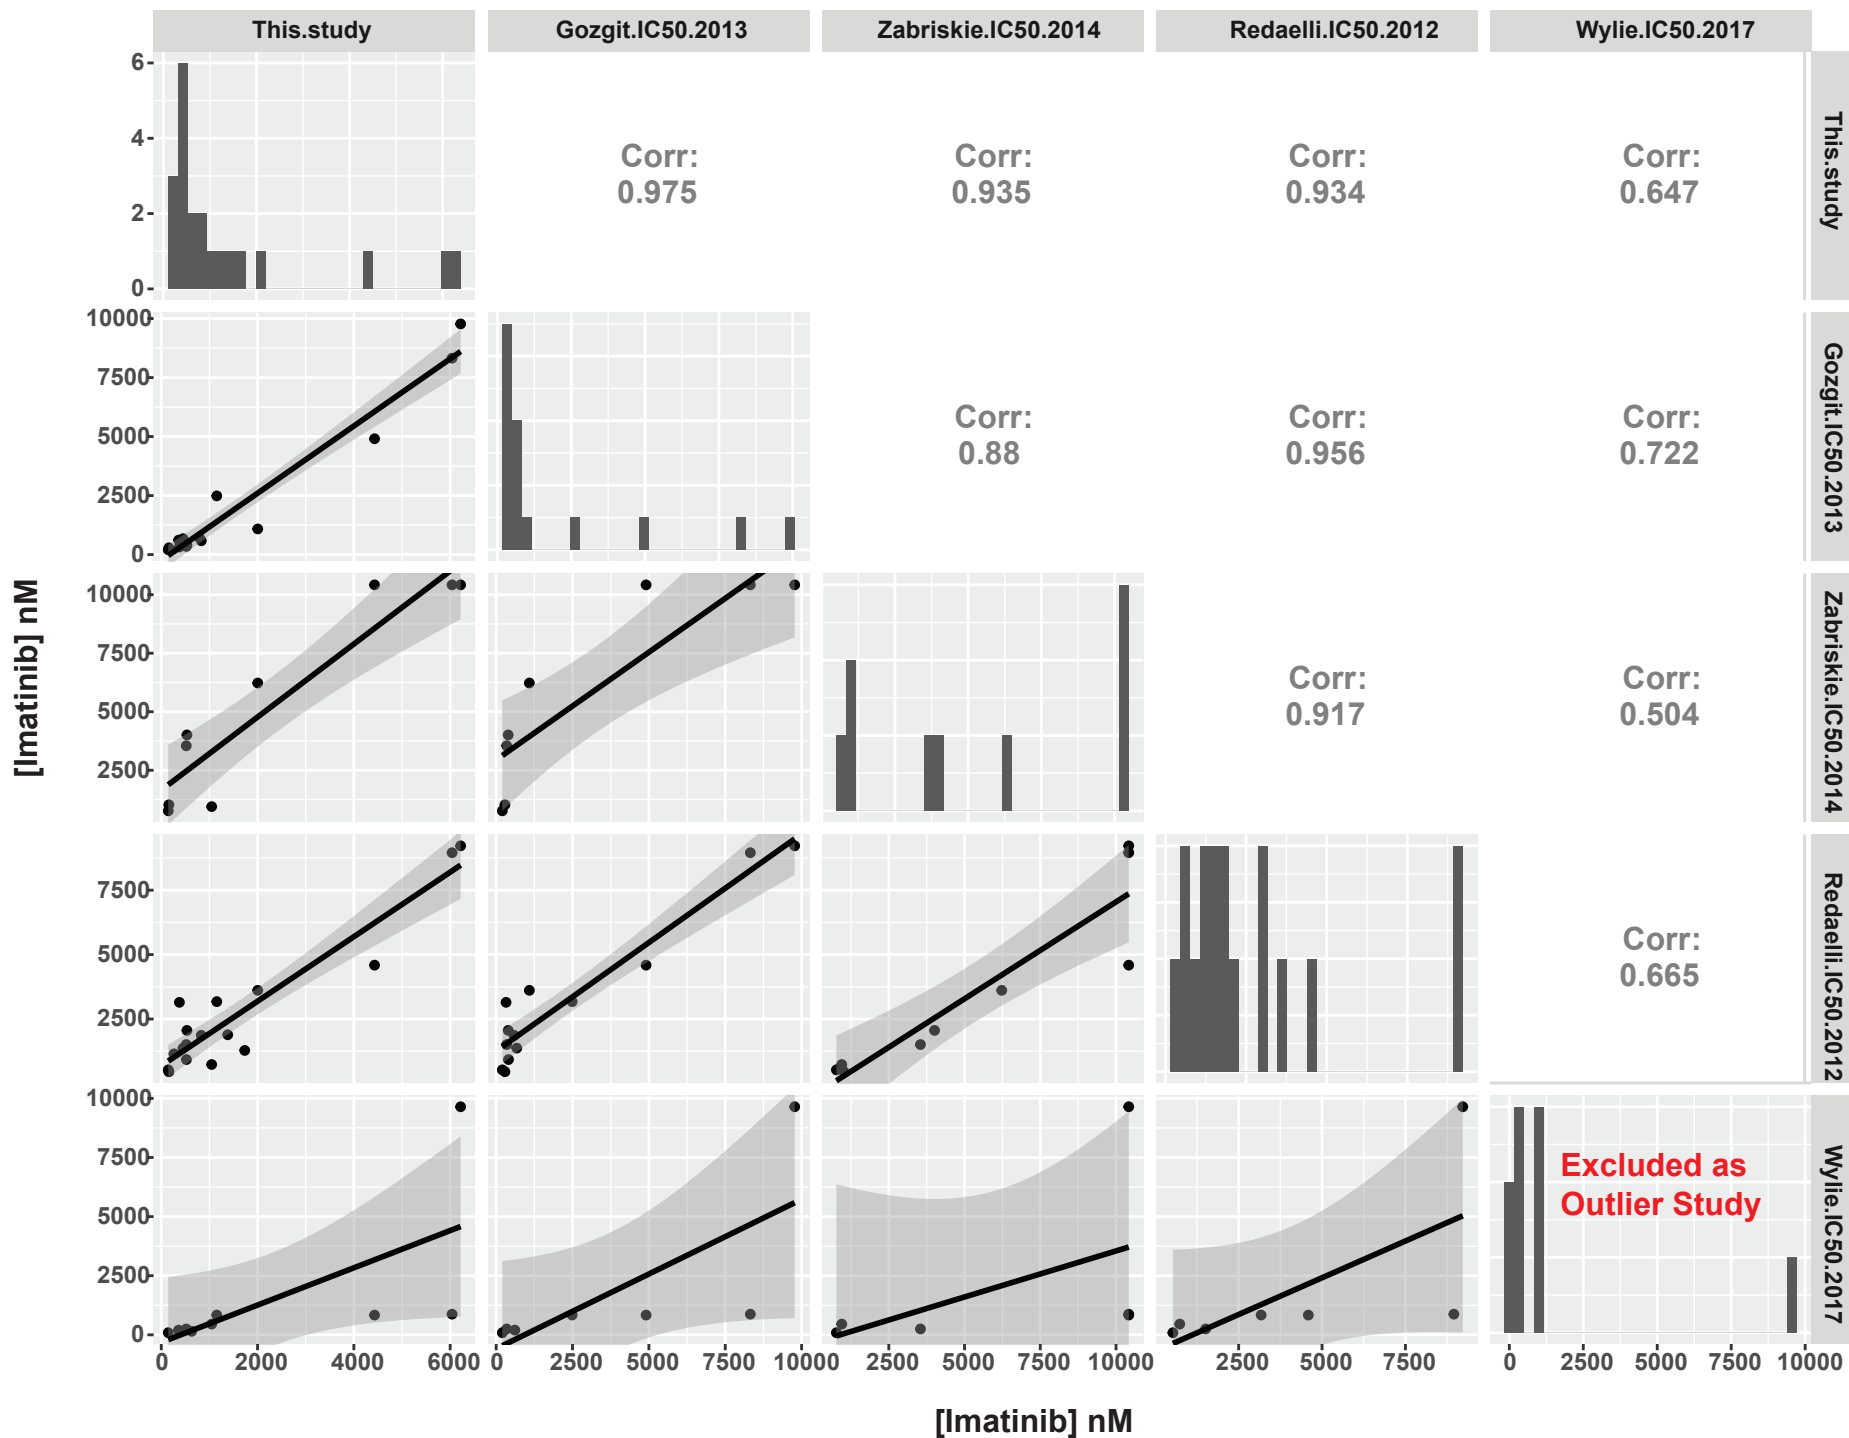 This.study
Gozgit.IC50.2013
Zabriskie.IC50.2014
Redaelli.IC50.2012
Wylie.IC50.2017
6
4
2
0
Corr:
0.975
Corr:
0.935
Corr:
0.934
Corr:
0.647
This.study
10000
7500
5000
2500
0
Corr:
0.88
Corr:
0.956
Corr:
0.722
Gozgit.IC50.2013
[Imatinib] nM
10000
7500
5000
2500
Corr:
0.917
Corr:
0.504
Zabriskie.IC50.2014
7500
5000
2500
Corr:
0.665
Redaelli.IC50.2012
10000
7500
5000
2500
0
Excluded as
Outlier Study
Wylie.IC50.2017
0 2000 4000 6000
0 2500 5000 7500 10000
2500 5000 7500 10000
2500 5000 7500
0 2500 5000 7500 10000
[Imatinib] nM